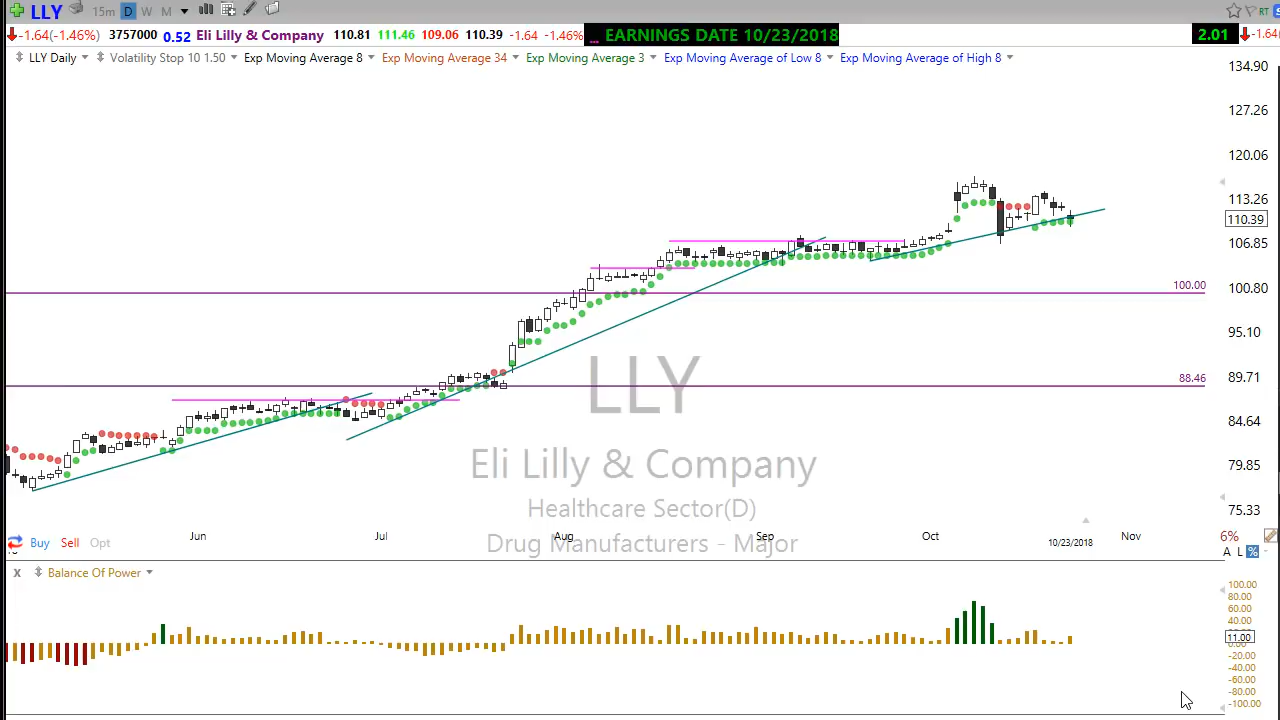 LLY 15m D W M RT S
-1.64(-1.46%) 3757000 0.52 Eli Lilly & Company 110.81 111.46 109.06 110.39 -1.64 -1.46% ... EARNINGS DATE 10/23/2018 2.01 -1.64(
LLY Daily Volatility Stop 10 1.50 Exp Moving Average 8 Exp Moving Average 34 Exp Moving Average 3 Exp Moving Average of Low 8 Exp Moving Average of High 8
134.90
127.26
120.06
113.26
110.39
106.85
100.00
100.80
95.10
88.46
89.71
84.64
79.85
75.33
LLY
Eli Lilly & Company
Healthcare Sector(D)
Drug Manufacturers - Major
Jun Jul Aug Sep Oct 10/23/2018 Nov
Buy Sell Opt
6%
A L %
X Balance Of Power
100.00
80.00
60.00
40.00
11.00
0.00
-20.00
-40.00
-60.00
-80.00
-100.00